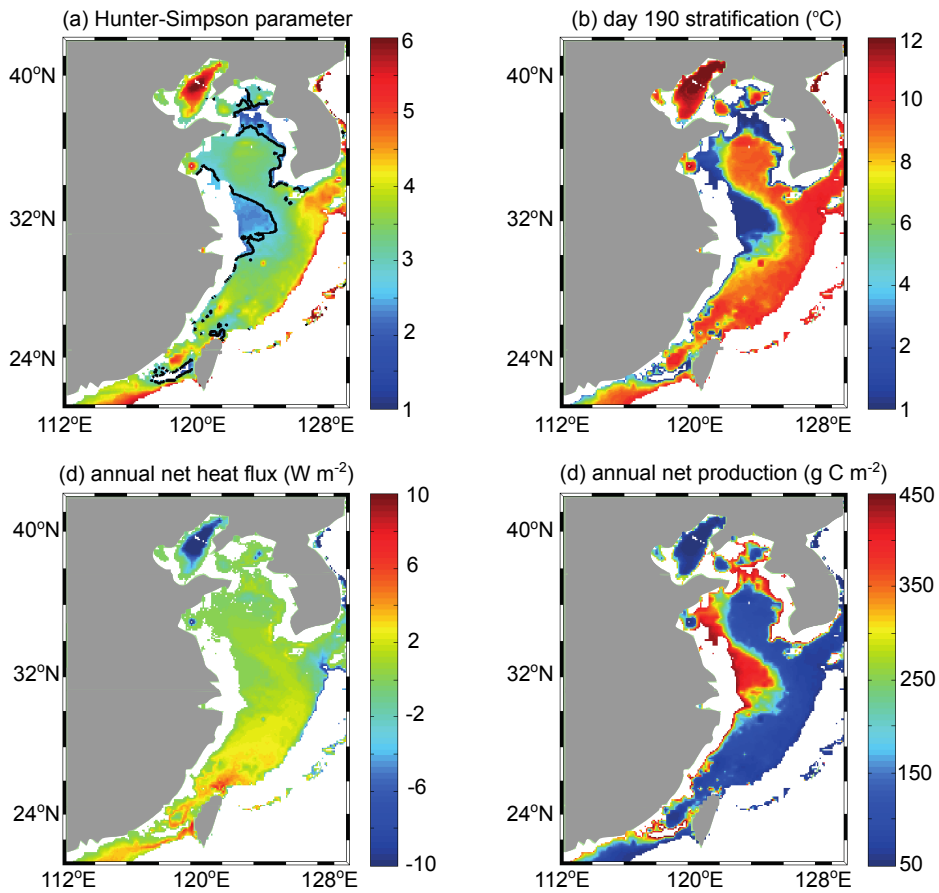 (a) Hunter-Simpson parameter
40°N
32°N
24°N
112°E 120°E 128°E
6
5
4
3
2
1
(b) day 190 stratification (°C)
40°N
32°N
24°N
112°E 120°E 128°E
12
10
8
6
4
2
1
(d) annual net heat flux (W m⁻²)
40°N
32°N
24°N
112°E 120°E 128°E
10
6
2
-2
-6
-10
(d) annual net production (g C m⁻²)
40°N
32°N
24°N
112°E 120°E 128°E
450
350
250
150
50